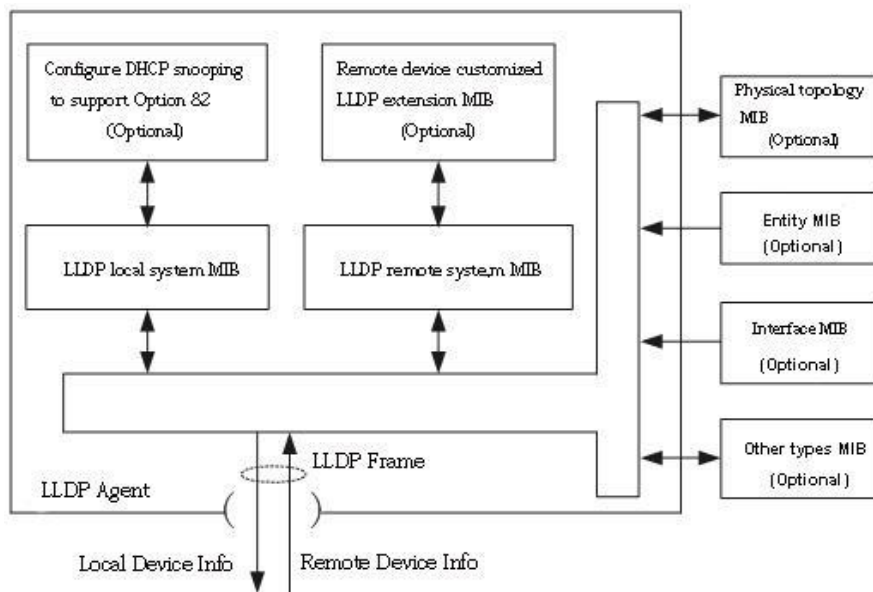 Configure DHCP snooping
to support Option 82
(Optional)
Remote device customized
LLDP extension MIB
(Optional)
Physical topology
MIB
(Optional)
LLDP local system MIB
LLDP remote syste,m MIB
Entity MIB
(Optional)
Interface MIB
(Optional)
Other types MIB
(Optional)
LLDP Frame
LLDP Agent
Local Device Info
Remote Device Info